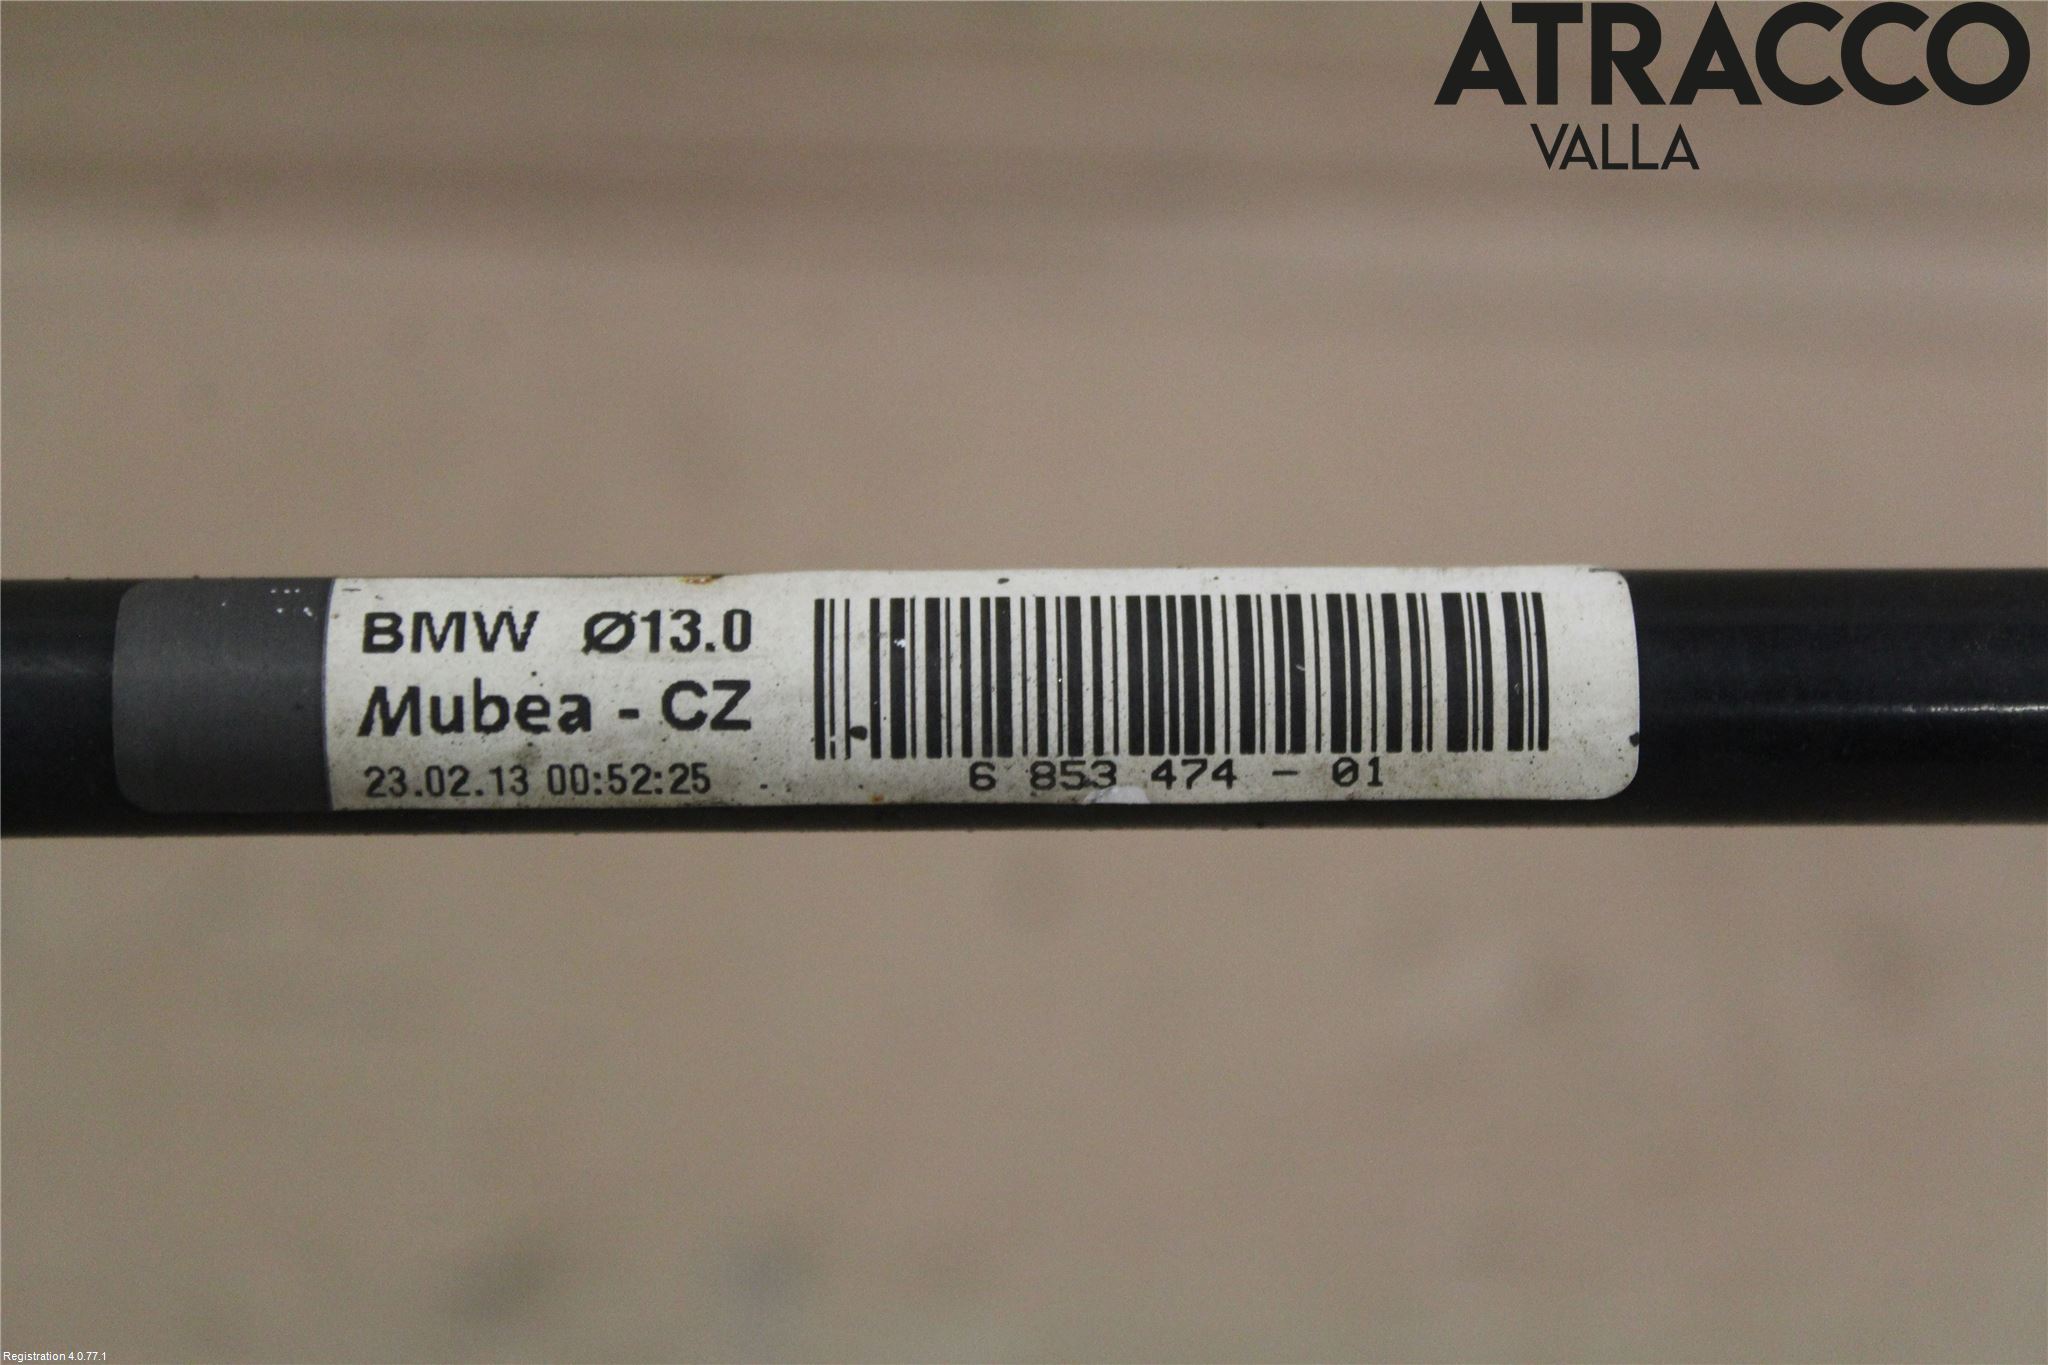 ATRACCO
VALLA
BMW Ø13.0
Mubea - CZ
23.02.13 00:52:25
6 853 474 - 01
Registration 4.0.77.1